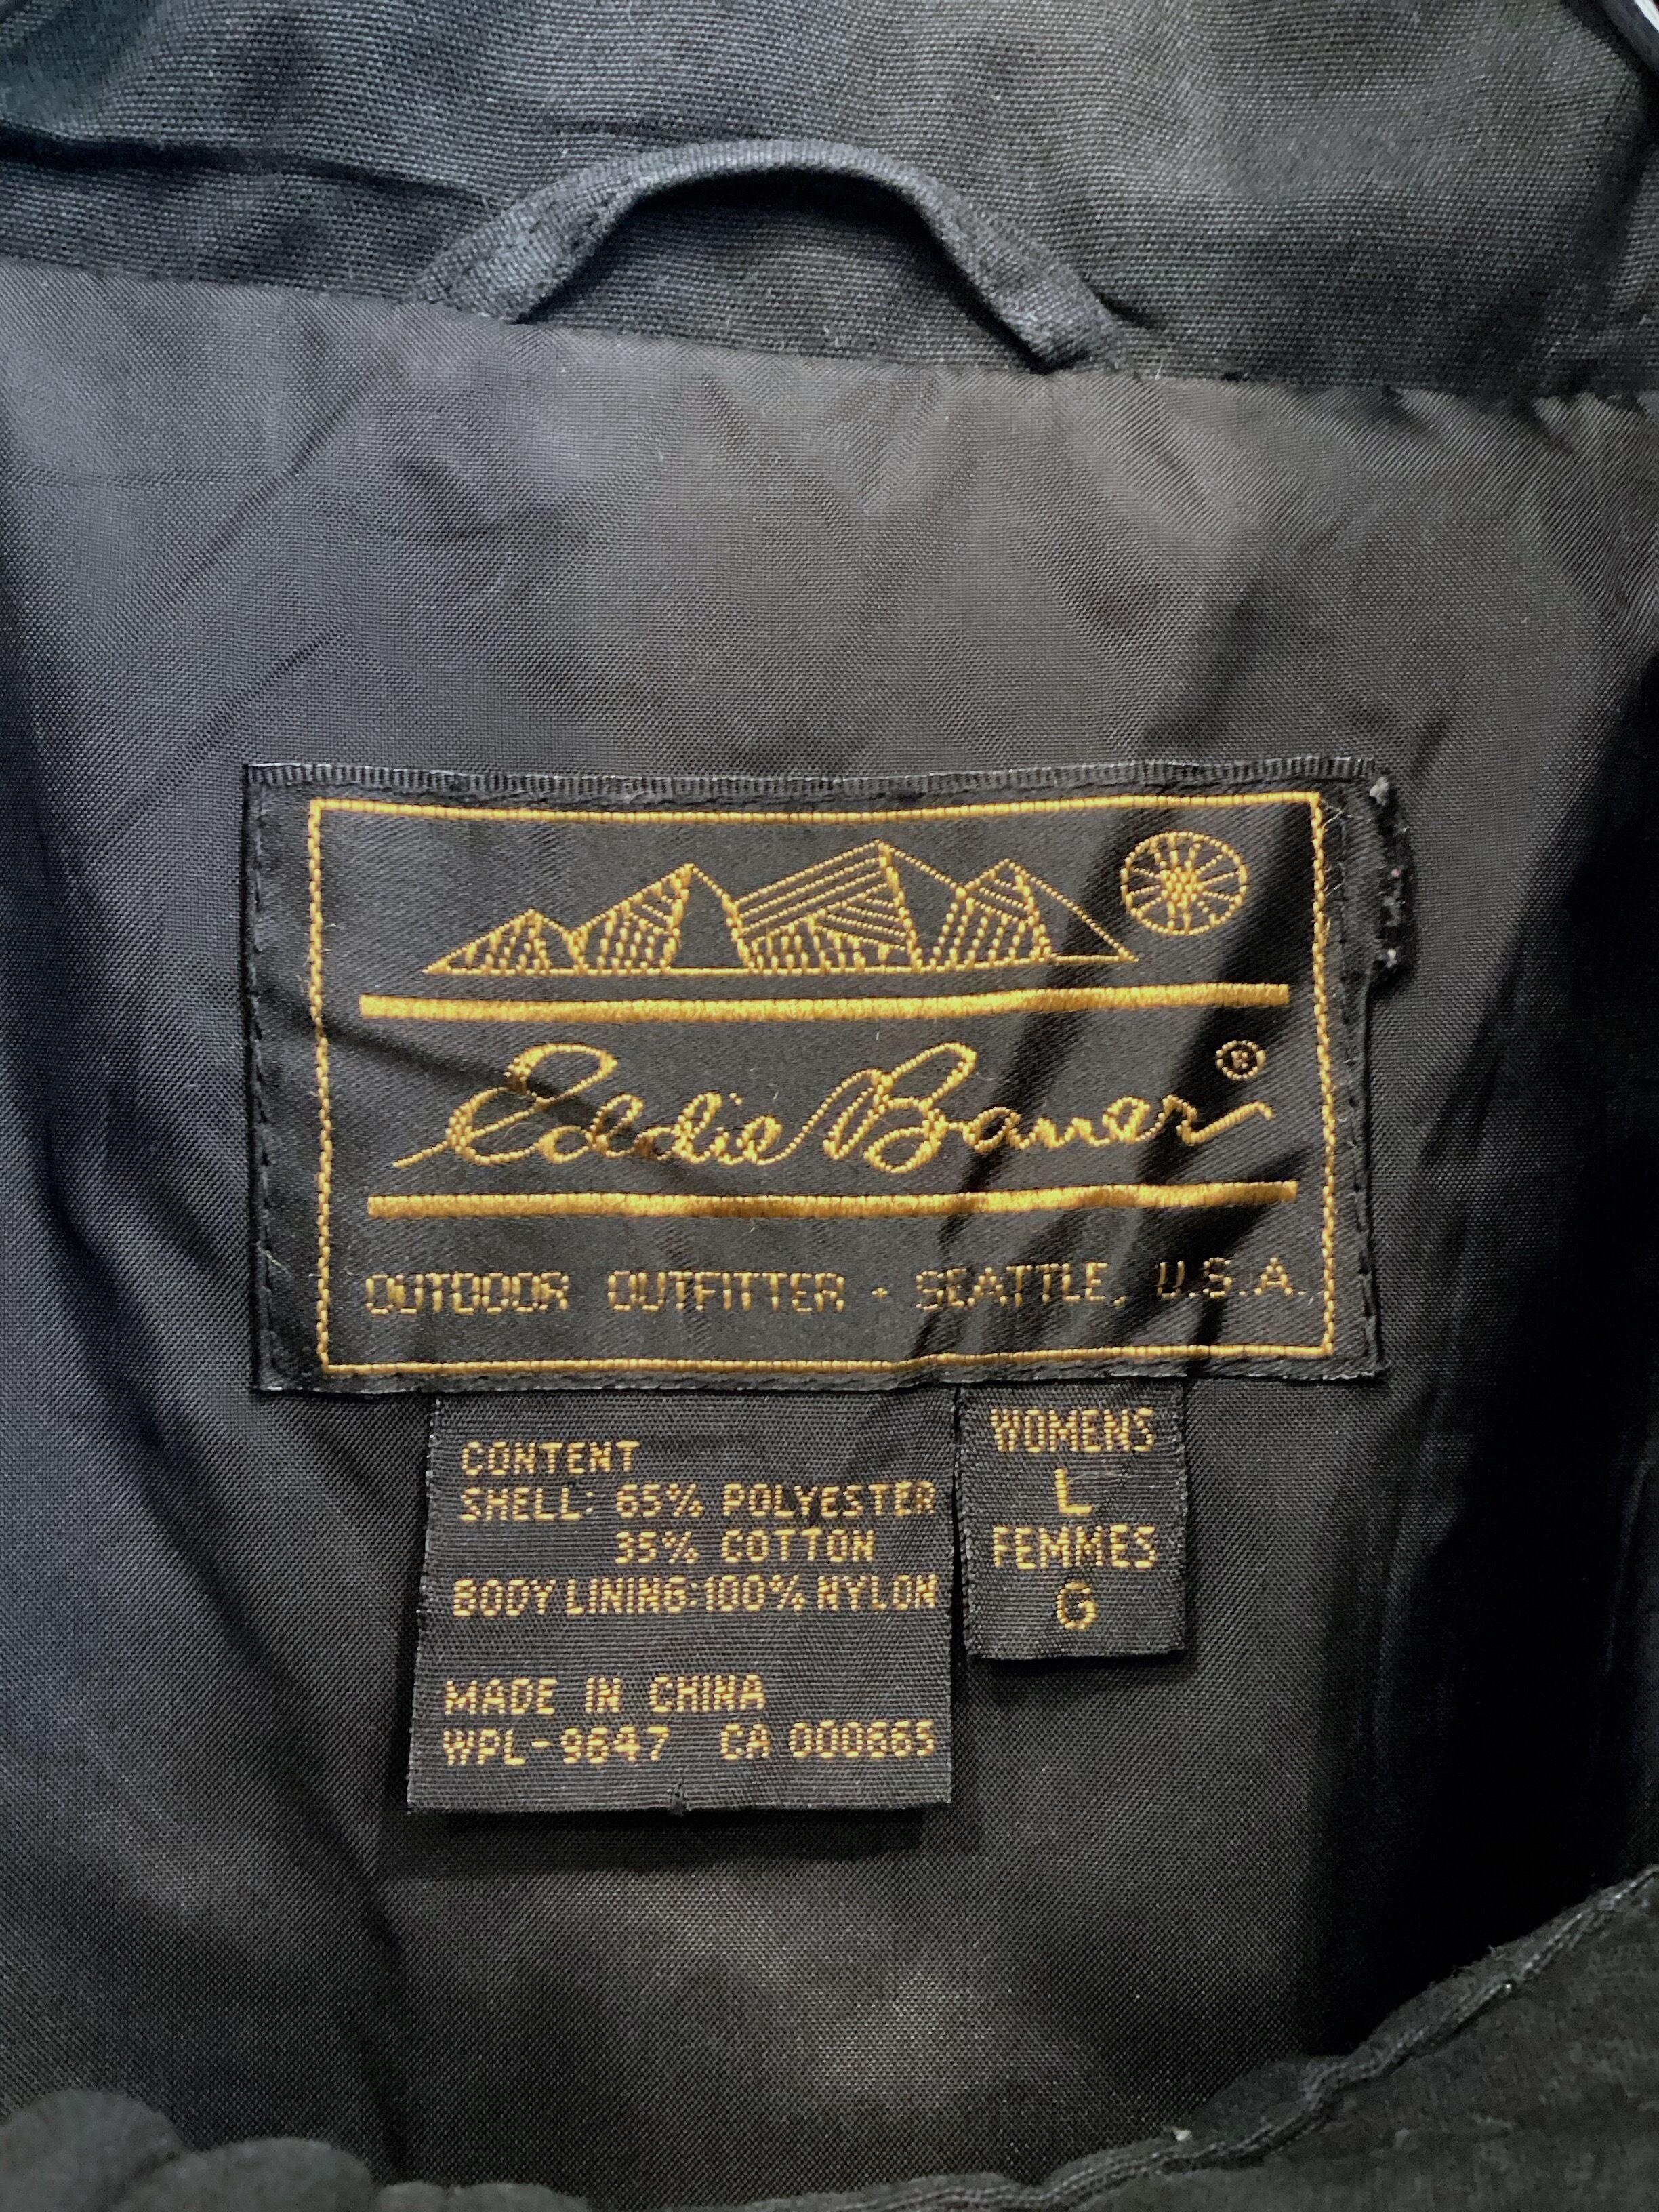 Eddie Bauer ®
OUTDOOR OUTFITTER · SEATTLE, U.S.A.
CONTENT
SHELL: 65% POLYESTER
35% COTTON
BODY LINING:100% NYLON
MADE IN CHINA
WPL-9647 CA 000865
WOMENS
L
FEMMES
G